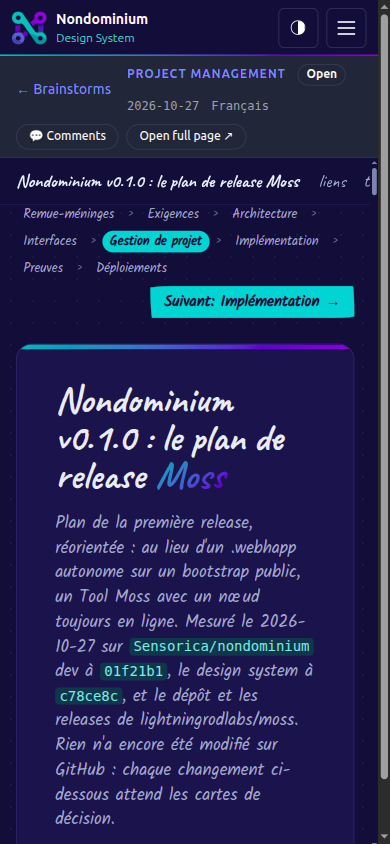 Nondominium
Design System
← Brainstorms
PROJECT MANAGEMENT
Open
2026-10-27 Français
💬 Comments
Open full page ↗
Nondominium v0.1.0 : le plan de release Moss liens
Remue-méninges > Exigences > Architecture >
Interfaces > Gestion de projet > Implémentation >
Preuves > Déploiements
Suivant: Implémentation →
Nondominium
v0.1.0 : le plan de
release Moss
Plan de la première release,
réorientée : au lieu d'un .webhapp
autonome sur un bootstrap public,
un Tool Moss avec un nœud
toujours en ligne. Mesuré le 2026-
10-27 sur Sensorica/nondominium
dev à 01f21b1, le design system à
c78ce8c, et le dépôt et les
releases de lightningrodlabs/moss.
Rien n'a encore été modifié sur
GitHub : chaque changement ci-
dessous attend les cartes de
décision.